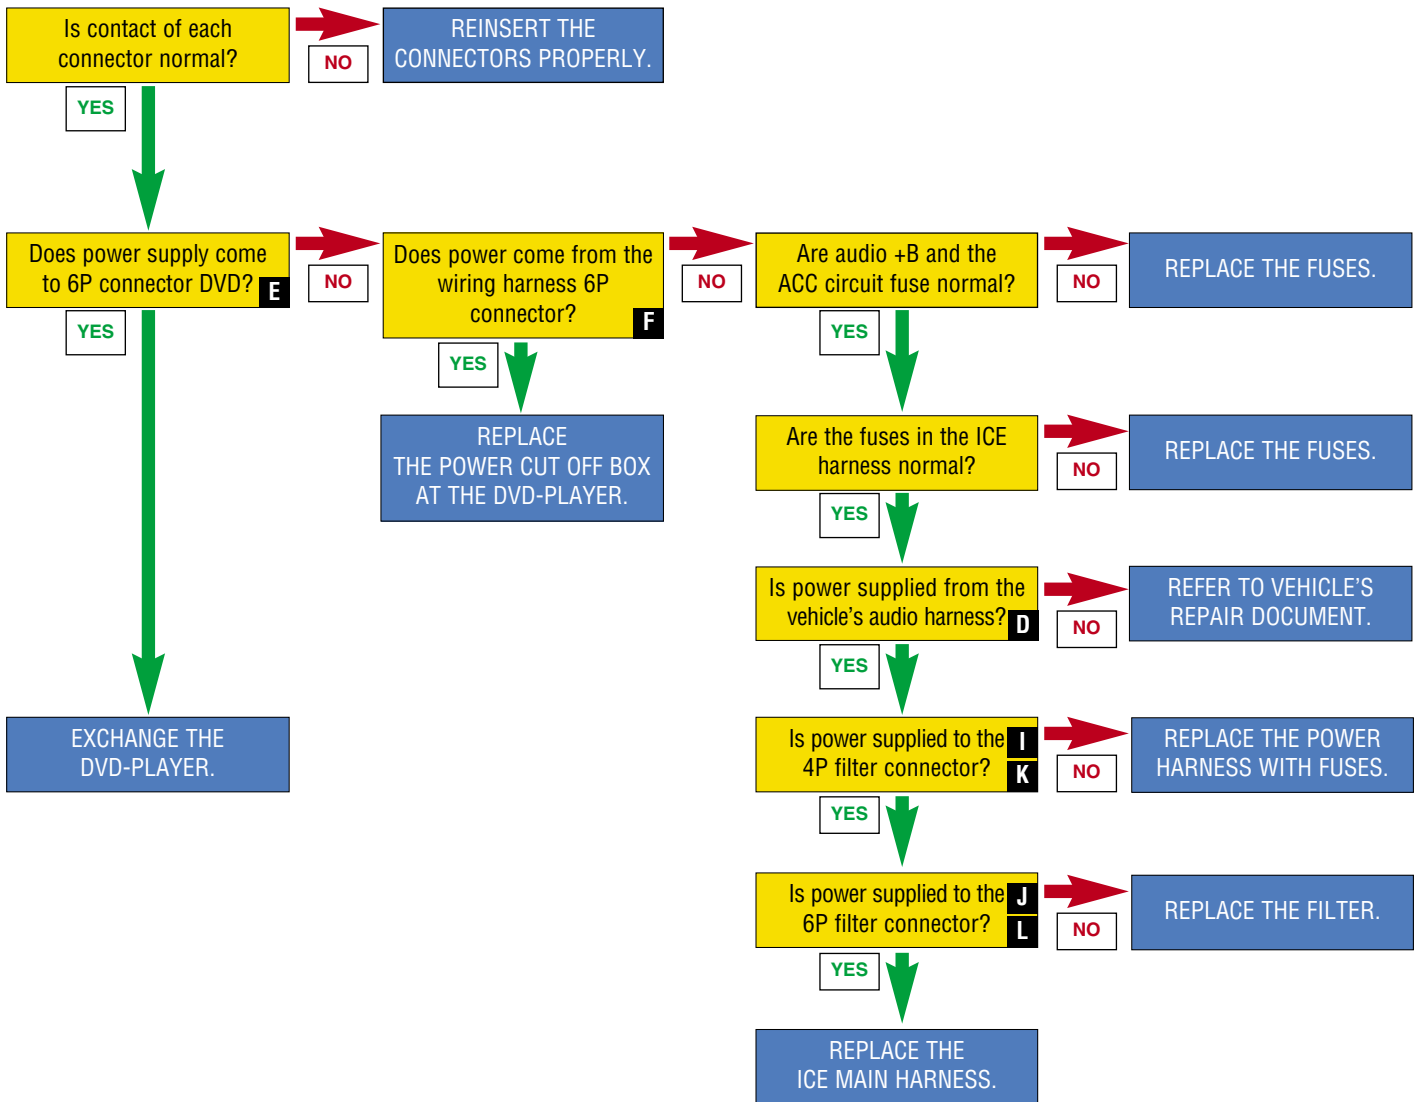 Is contact of each
connector normal?
NO
REINSERT THE
CONNECTORS PROPERLY.
YES
Does power supply come
to 6P connector DVD?
E
NO
Does power come from the
wiring harness 6P
connector?
F
NO
Are audio +B and the
ACC circuit fuse normal?
NO
REPLACE THE FUSES.
YES
YES
YES
REPLACE
THE POWER CUT OFF BOX
AT THE DVD-PLAYER.
Are the fuses in the ICE
harness normal?
NO
REPLACE THE FUSES.
YES
Is power supplied from the
vehicle's audio harness?
D
NO
REFER TO VEHICLE'S
REPAIR DOCUMENT.
YES
EXCHANGE THE
DVD-PLAYER.
Is power supplied to the
4P filter connector?
I
K
NO
REPLACE THE POWER
HARNESS WITH FUSES.
YES
Is power supplied to the
6P filter connector?
J
L
NO
REPLACE THE FILTER.
YES
REPLACE THE
ICE MAIN HARNESS.